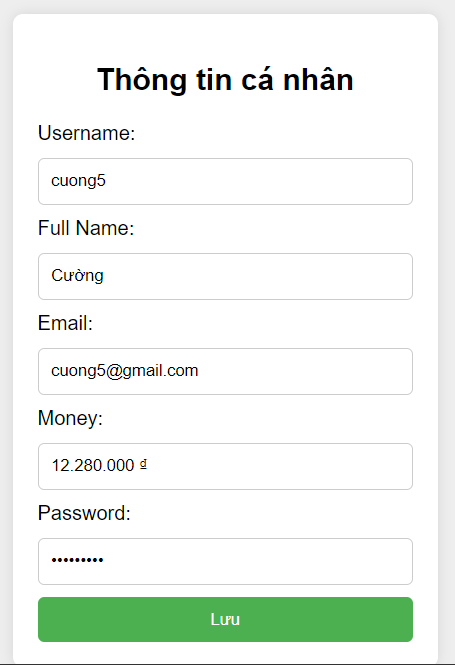 Thông tin cá nhân
Username:
cuong5
Full Name:
Cường
Email:
cuong5@gmail.com
Money:
12.280.000 ₫
Password:
•••••••••
Lưu